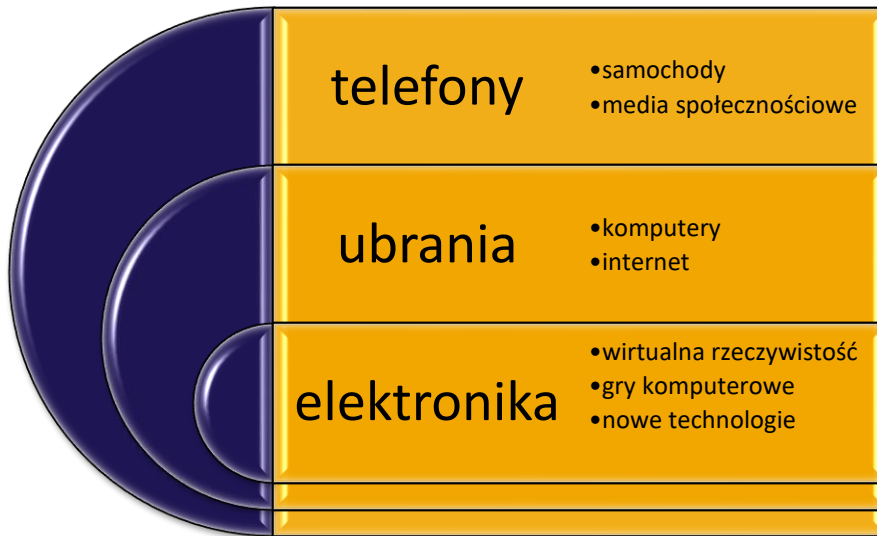 telefony
•samochody
•media społecznościowe
ubrania
•komputery
•internet
elektronika
•wirtualna rzeczywistość
•gry komputerowe
•nowe technologie